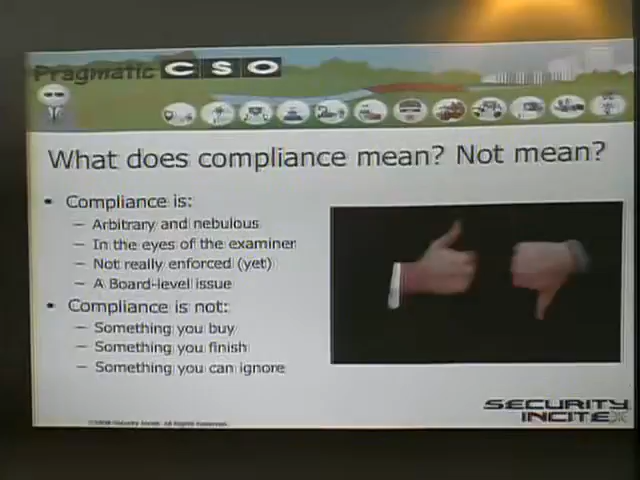 Pragmatic CSO
What does compliance mean? Not mean?
• Compliance is:
– Arbitrary and nebulous
– In the eyes of the examiner
– Not really enforced (yet)
– A Board-level issue
• Compliance is not:
– Something you buy
– Something you finish
– Something you can ignore
SECURITY
INCITE